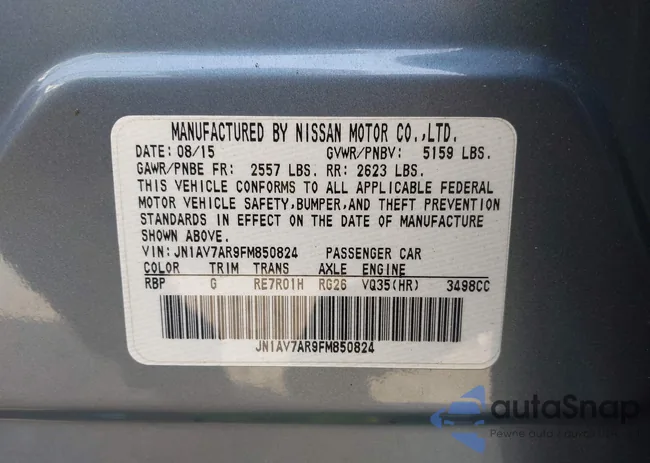 MANUFACTURED BY NISSAN MOTOR CO.,LTD.
DATE: 08/15 GVWR/PNBV: 5159 LBS.
GAWR/PNBE FR: 2557 LBS. RR: 2623 LBS.
THIS VEHICLE CONFORMS TO ALL APPLICABLE FEDERAL
MOTOR VEHICLE SAFETY,BUMPER,AND THEFT PREVENTION
STANDARDS IN EFFECT ON THE DATE OF MANUFACTURE
SHOWN ABOVE.
VIN: JN1AV7AR9FM850824 PASSENGER CAR
COLOR TRIM TRANS AXLE ENGINE
RBP G RE7R01H RG26 VQ35(HR) 3498CC
JN1AV7AR9FM850824
autoSnap
Pewne auto z autoSnap